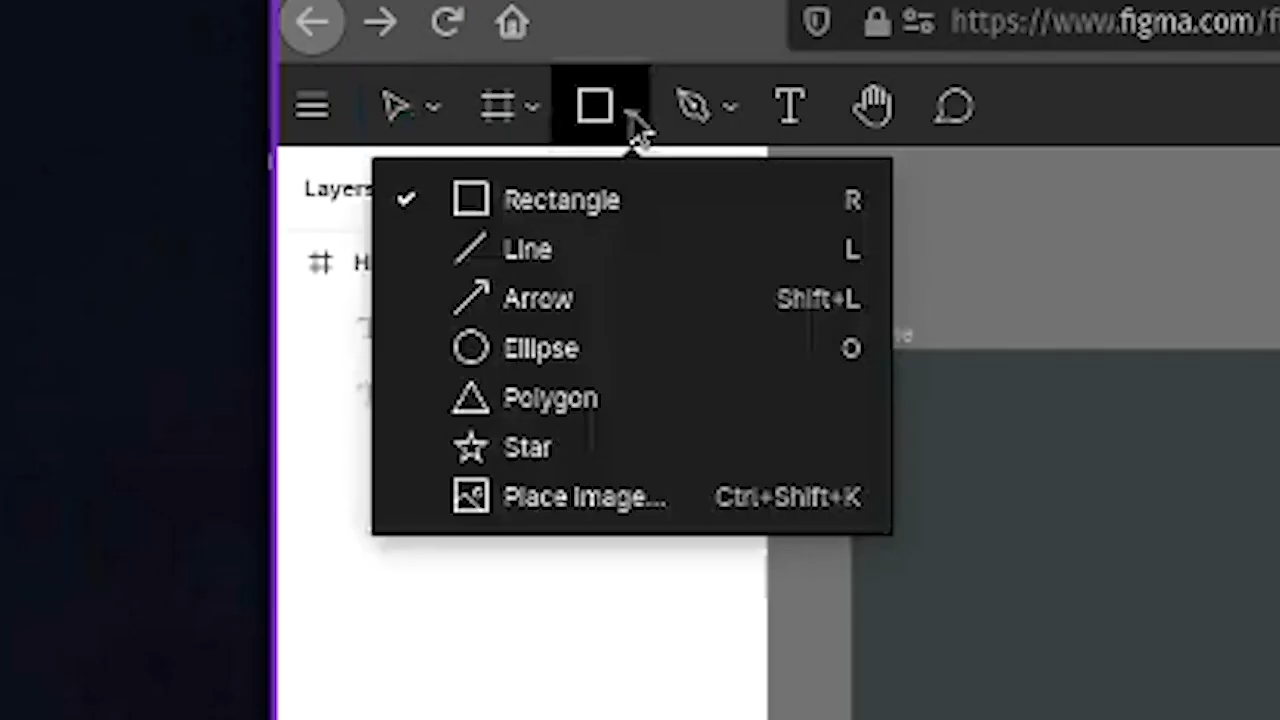 https://www.figma.com/f
T
Layers
H
Rectangle R
Line L
Arrow Shift+L
Ellipse O
Polygon
Star
Place image... Ctrl+Shift+K